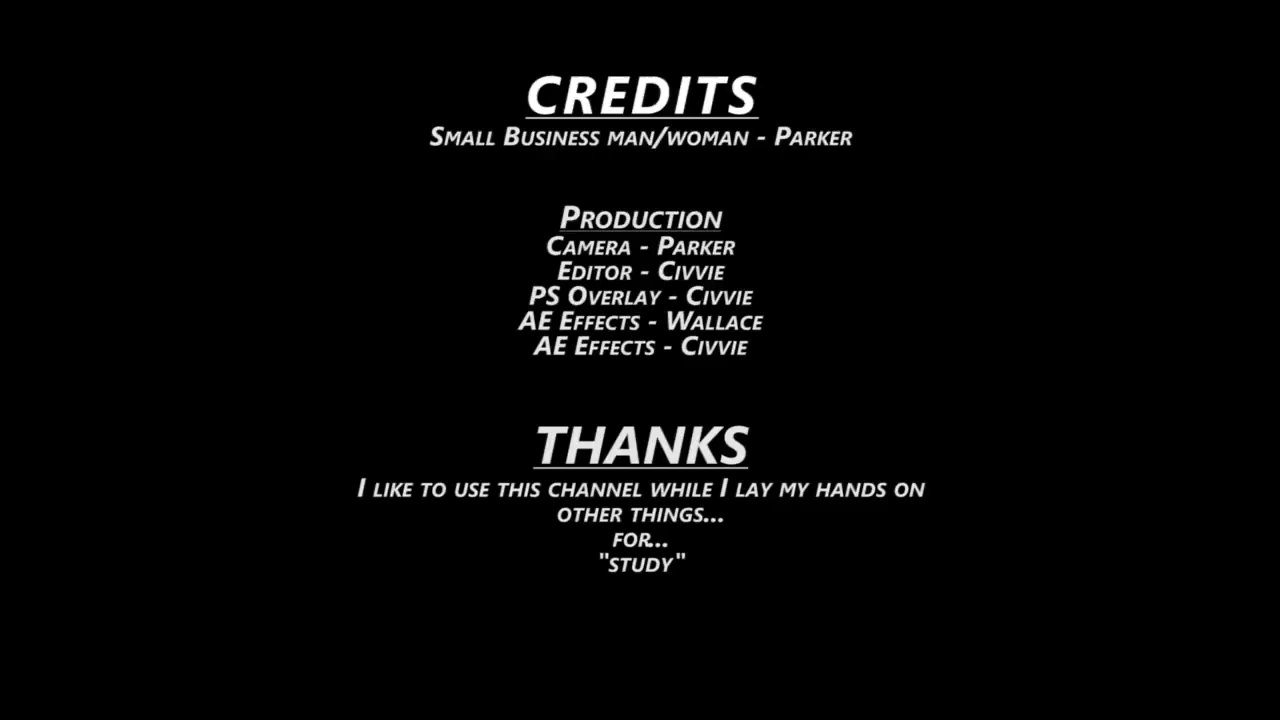 CREDITS
SMALL BUSINESS MAN/WOMAN - PARKER
PRODUCTION
CAMERA - PARKER
EDITOR - CIVVIE
PS OVERLAY - CIVVIE
AE EFFECTS - WALLACE
AE EFFECTS - CIVVIE
THANKS
I LIKE TO USE THIS CHANNEL WHILE I LAY MY HANDS ON
OTHER THINGS...
FOR...
"STUDY"